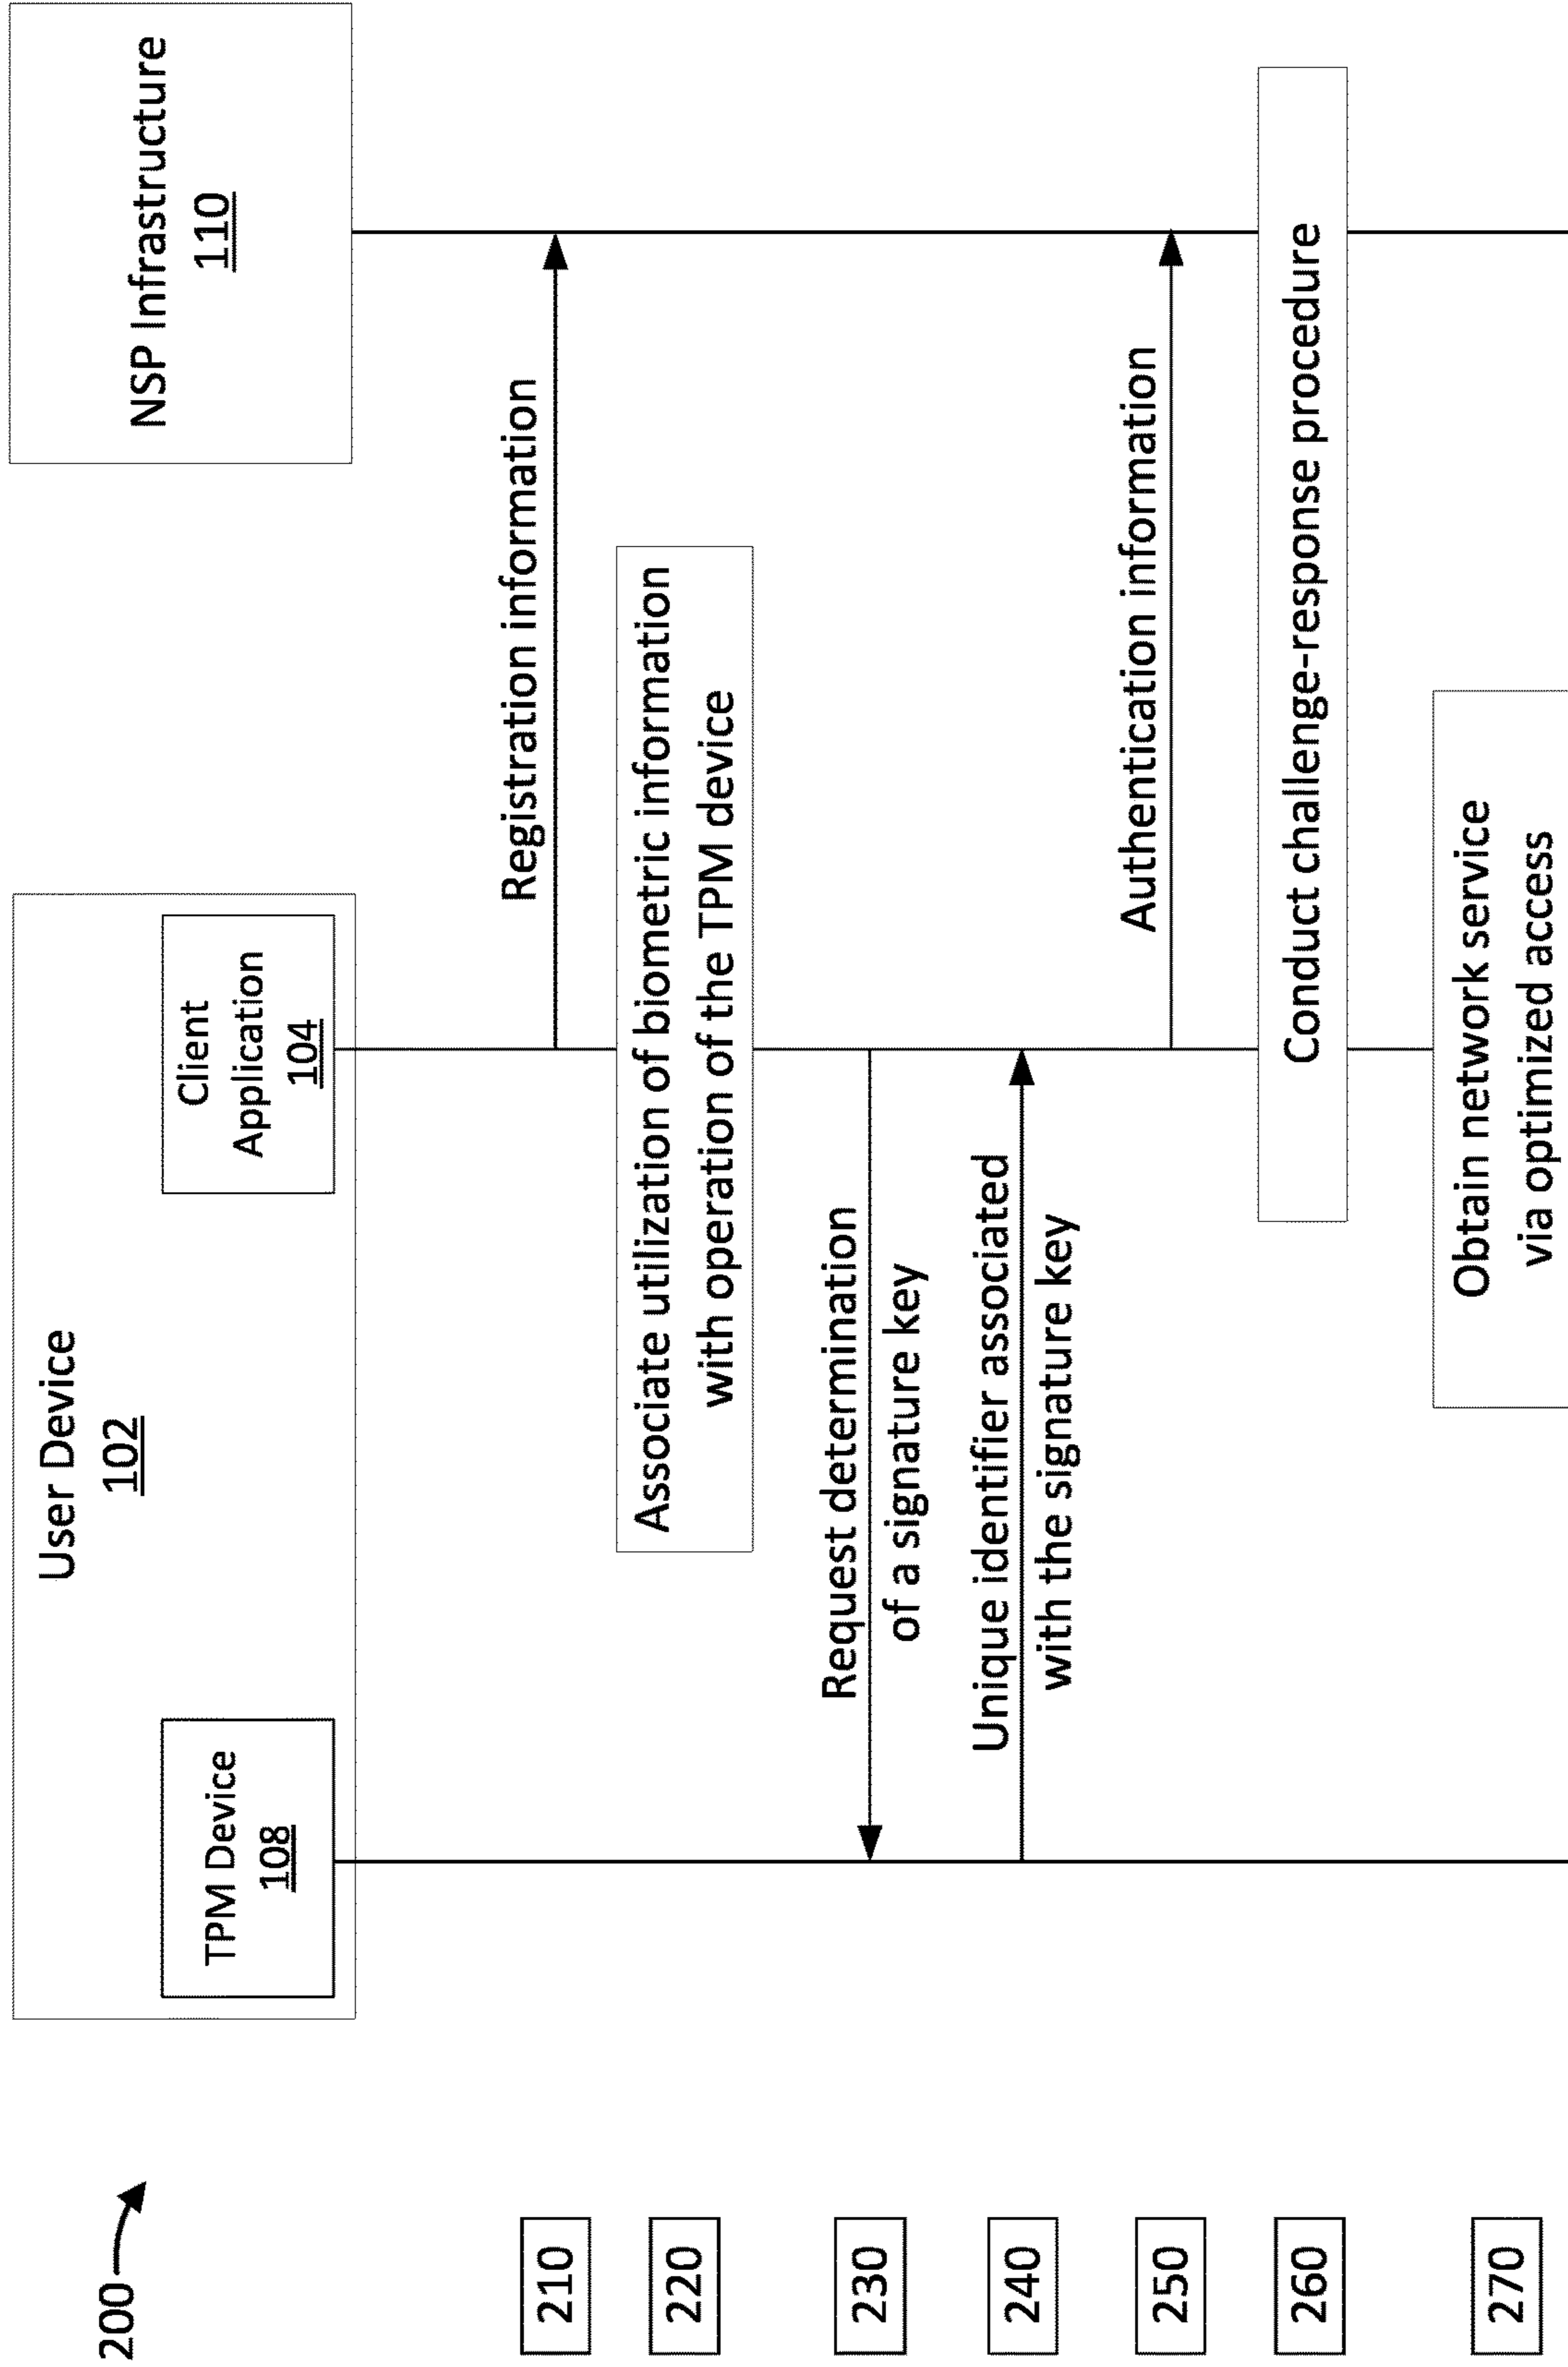 200
User Device
102
TPM Device
108
Client
Application
104
NSP Infrastructure
110
210
Registration information
220
Associate utilization of biometric information
with operation of the TPM device
230
Request determination
of a signature key
240
Unique identifier associated
with the signature key
250
Authentication information
260
Conduct challenge-response procedure
270
Obtain network service
via optimized access